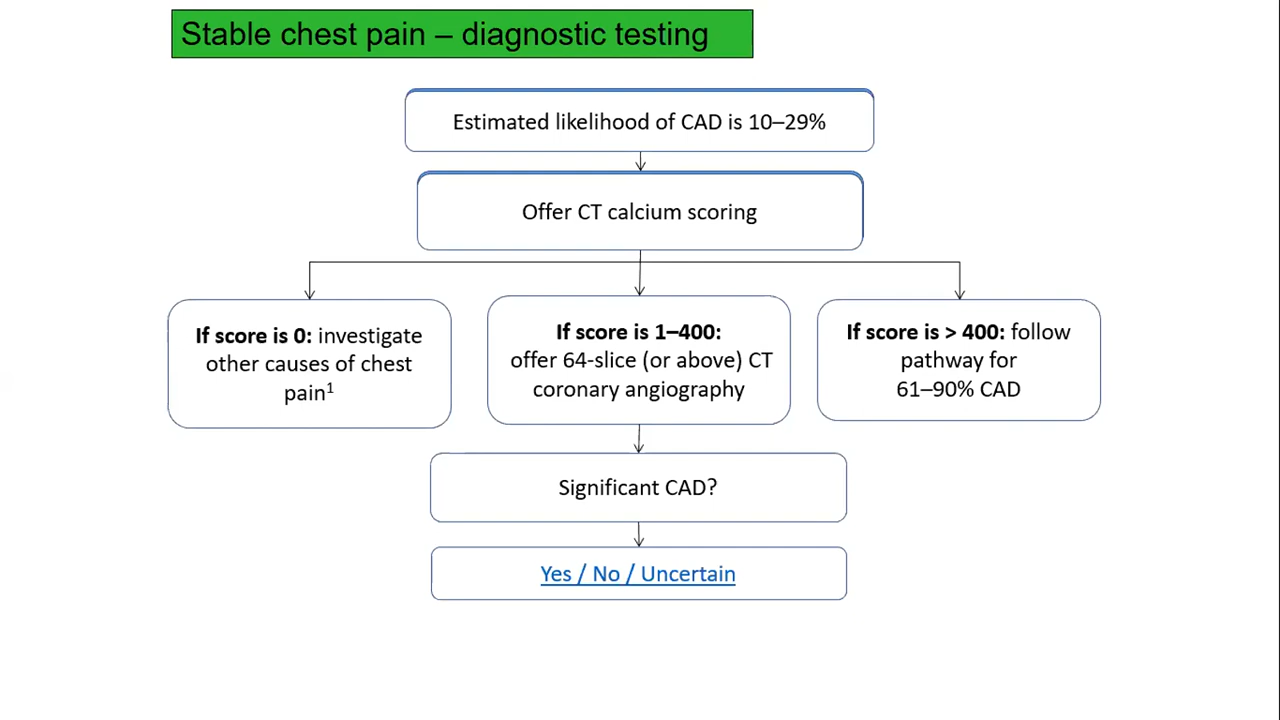 Stable chest pain – diagnostic testing
Estimated likelihood of CAD is 10–29%
Offer CT calcium scoring
If score is 0: investigate
other causes of chest
pain¹
If score is 1–400:
offer 64-slice (or above) CT
coronary angiography
If score is > 400: follow
pathway for
61–90% CAD
Significant CAD?
Yes / No / Uncertain